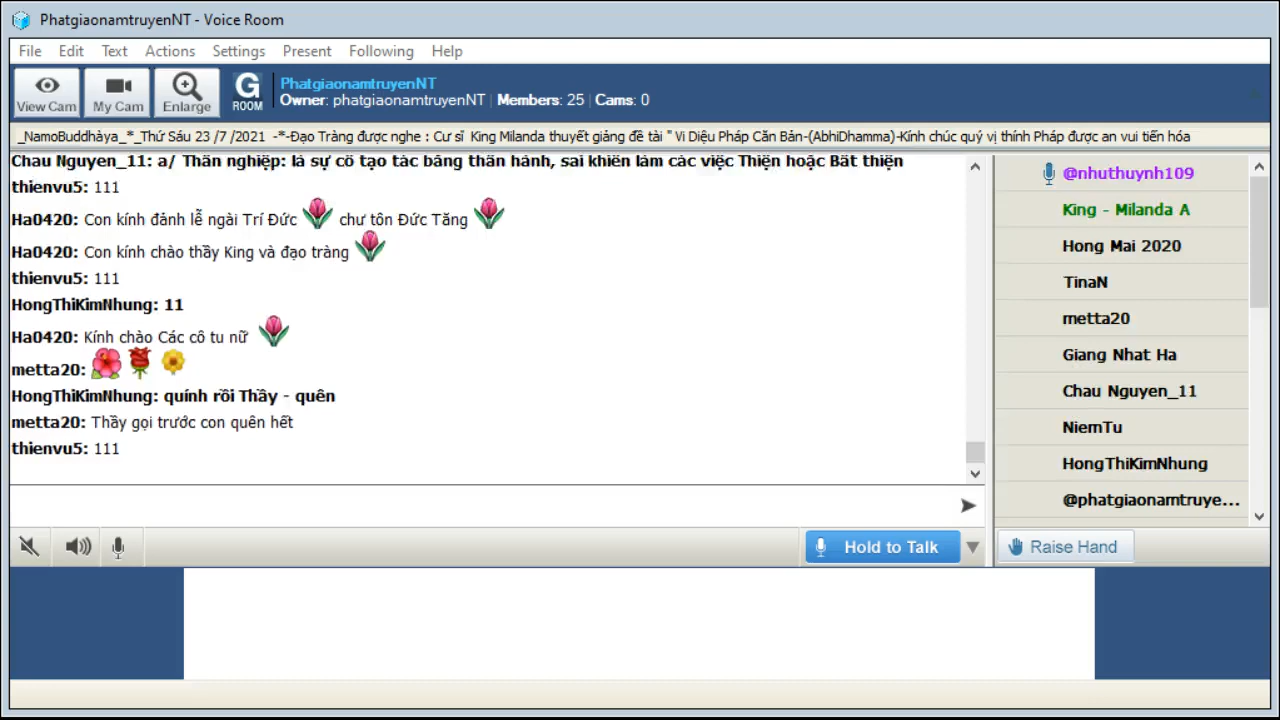 PhatgiaonamtruyenNT - Voice Room
File Edit Text Actions Settings Present Following Help
View Cam My Cam Enlarge G ROOM PhatgiaonamtruyenNT
Owner: phatgiaonamtruyenNT | Members: 25 | Cams: 0
_NamoBuddhàya_*_Thứ Sáu 23 /7 /2021 -*-Đạo Tràng được nghe : Cư sĩ King Milanda thuyết giảng đề tài " Vi Diệu Pháp Căn Bản-(AbhiDhamma)-Kính chúc quý vị thính Pháp được an vui tiến hóa
Chau Nguyen_11: a/ Thân nghiệp: là sự cố tạo tác bằng thân hành, sai khiến làm các việc Thiện hoặc Bất thiện
thienvu5: 111
Ha0420: Con kính đảnh lễ ngài Trí Đức chư tôn Đức Tăng
Ha0420: Con kính chào thầy King và đạo tràng
thienvu5: 111
HongThiKimNhung: 11
Ha0420: Kính chào Các cô tu nữ
metta20:
HongThiKimNhung: quính rồi Thầy - quên
metta20: Thầy gọi trước con quên hết
thienvu5: 111
@nhuthuynh109
King - Milanda A
Hong Mai 2020
TinaN
metta20
Giang Nhat Ha
Chau Nguyen_11
NiemTu
HongThiKimNhung
@phatgiaonamtruye...
Hold to Talk
Raise Hand